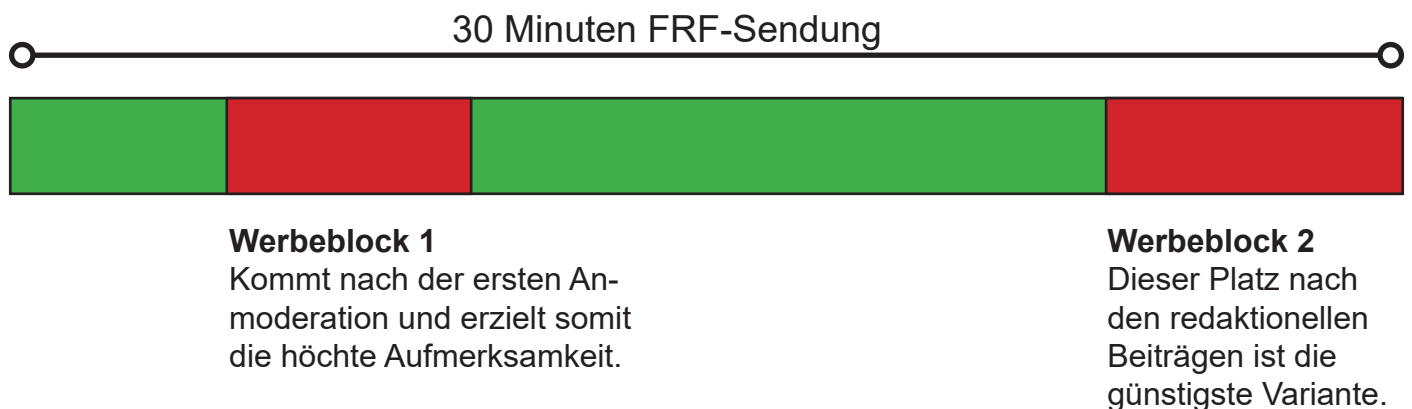 30 Minuten FRF-Sendung
Werbeblock 1
Kommt nach der ersten An-
moderation und erzielt somit
die höchte Aufmerksamkeit.
Werbeblock 2
Dieser Platz nach
den redaktionellen
Beiträgen ist die
günstigste Variante.